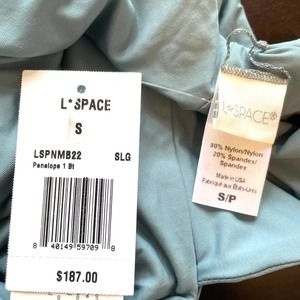 L*SPACE
S
LSPNMB22 SLG
Penelope 1 Bt
8 40149 59709 8
$187.00
L*SPACE®
80% Nylon/Nylon
20% Spandex/
Spandex
Made in USA
Fabriqué aux États-Unis
S/P